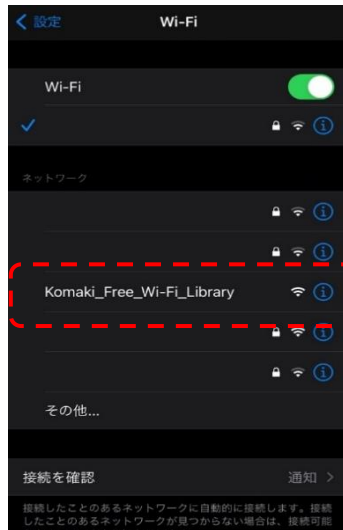 設定
Wi-Fi
Wi-Fi
ネットワーク
Komaki_Free_Wi-Fi_Library
その他...
接続を確認
通知
接続したことのあるネットワークに自動的に接続します。接続
したことのあるネットワークが見つからない場合は、接続可能